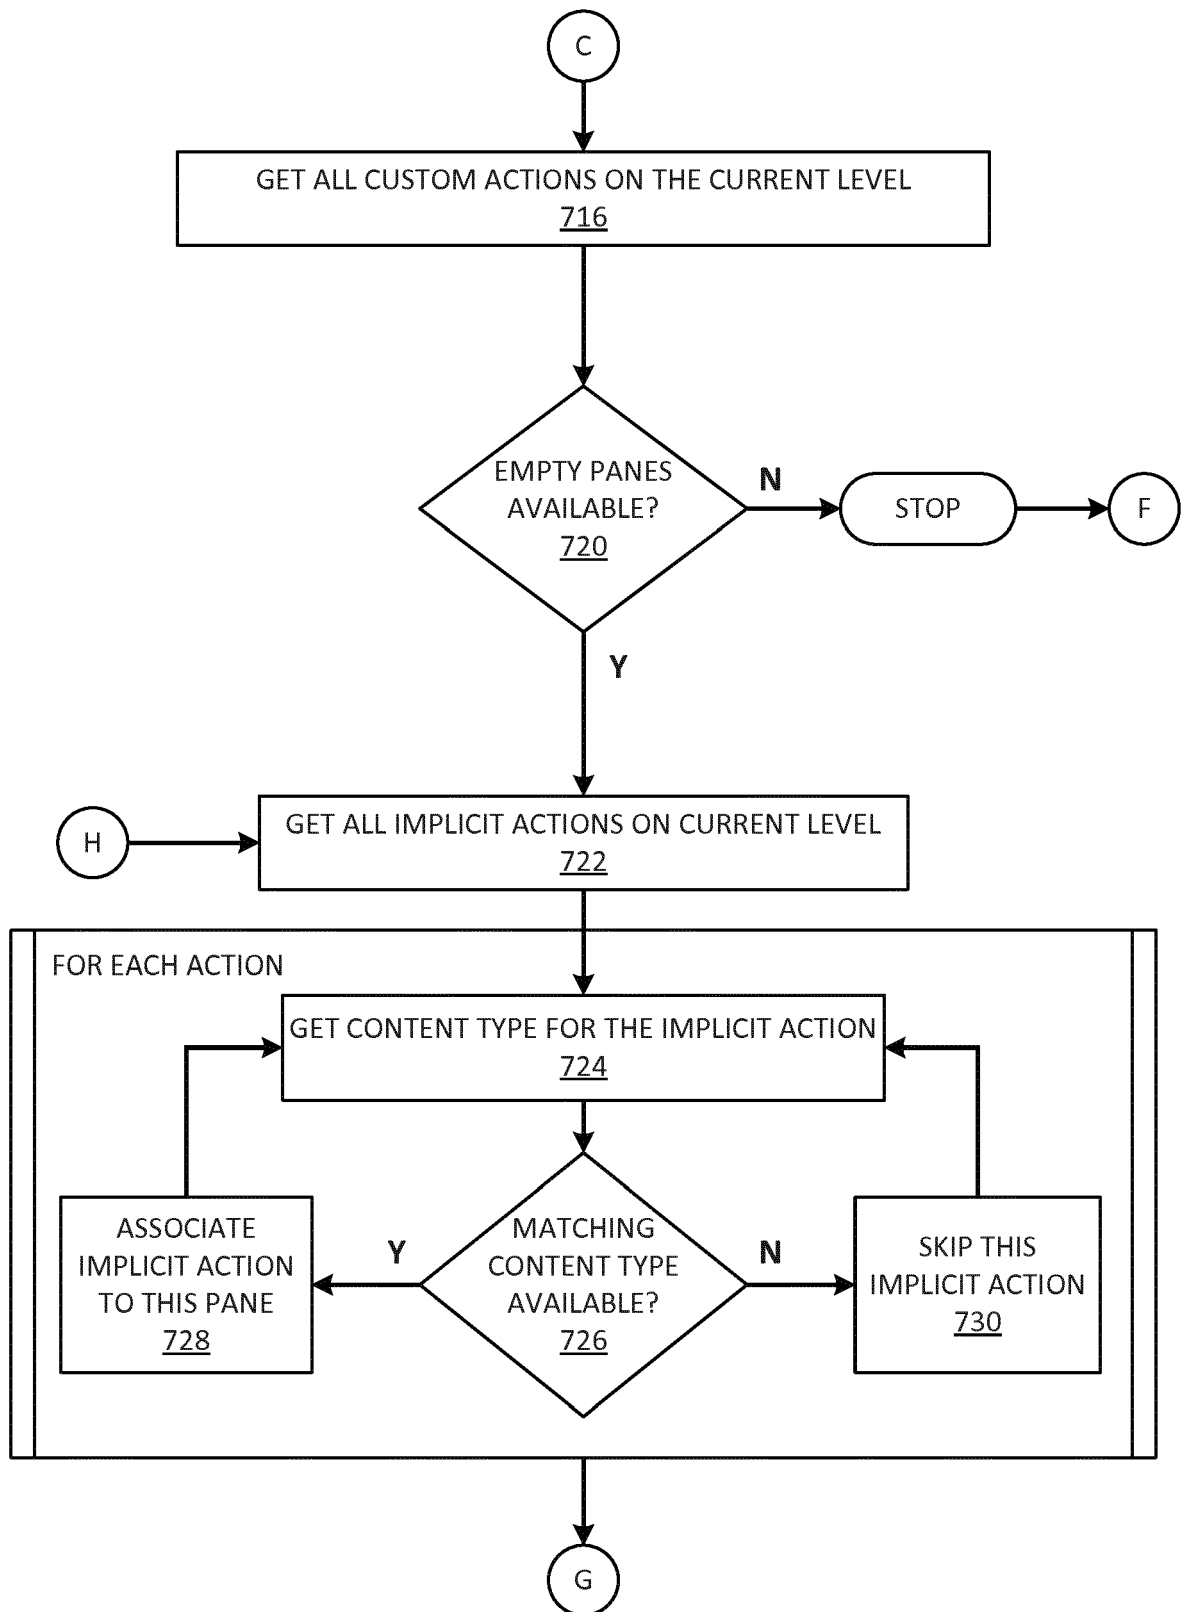 C
GET ALL CUSTOM ACTIONS ON THE CURRENT LEVEL
716
EMPTY PANES
AVAILABLE?
720
N
STOP
F
Y
H
GET ALL IMPLICIT ACTIONS ON CURRENT LEVEL
722
FOR EACH ACTION
GET CONTENT TYPE FOR THE IMPLICIT ACTION
724
ASSOCIATE
IMPLICIT ACTION
TO THIS PANE
728
Y
MATCHING
CONTENT TYPE
AVAILABLE?
726
N
SKIP THIS
IMPLICIT ACTION
730
G